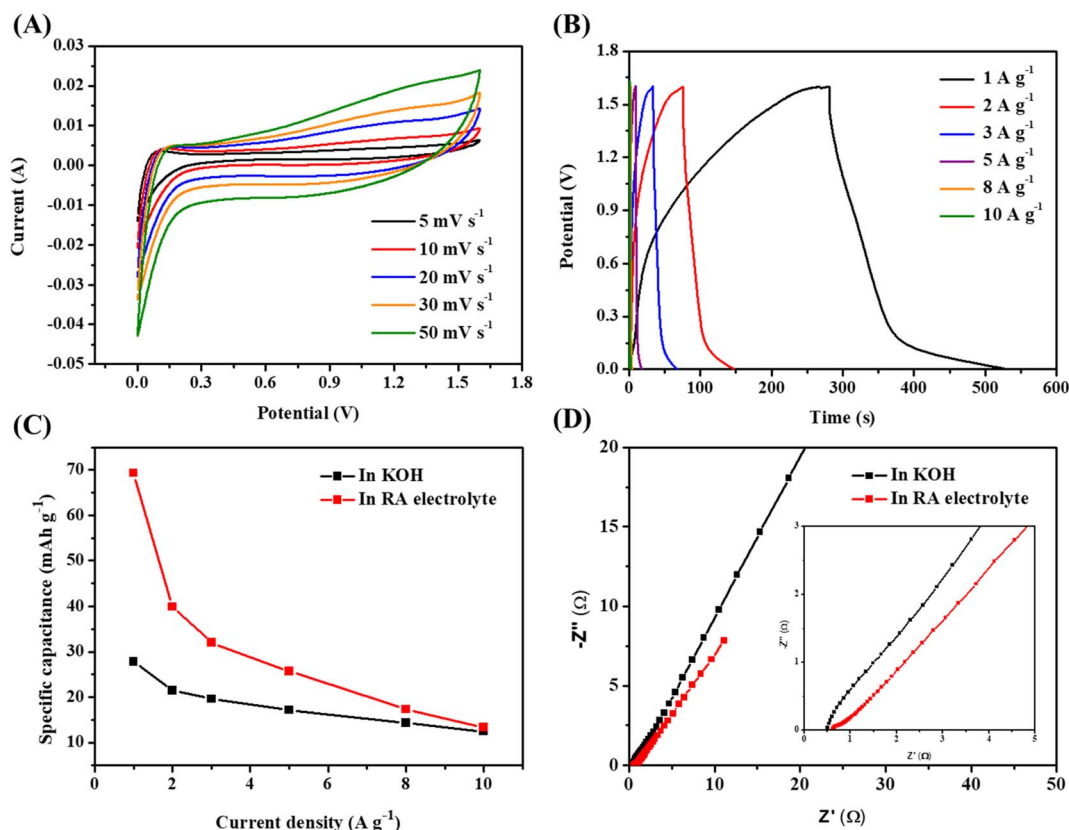 (A)
0.03
0.02
0.01
0.00
-0.01
-0.02
-0.03
-0.04
-0.05
Current (A)
5 mV s⁻¹
10 mV s⁻¹
20 mV s⁻¹
30 mV s⁻¹
50 mV s⁻¹
0.0 0.3 0.6 0.9 1.2 1.5 1.8
Potential (V)
(B)
1.8
1.5
1.2
0.9
0.6
0.3
0.0
Potential (V)
1 A g⁻¹
2 A g⁻¹
3 A g⁻¹
5 A g⁻¹
8 A g⁻¹
10 A g⁻¹
0 100 200 300 400 500 600
Time (s)
(C)
70
60
50
40
30
20
10
Specific capacitance (mAh g⁻¹)
In KOH
In RA electrolyte
0 2 4 6 8 10
Current density (A g⁻¹)
(D)
20
15
10
5
0
-Z'' (Ω)
In KOH
In RA electrolyte
3
2
1
0
-Z'' (Ω)
0 1 2 3 4 5
Z' (Ω)
0 10 20 30 40 50
Z' (Ω)